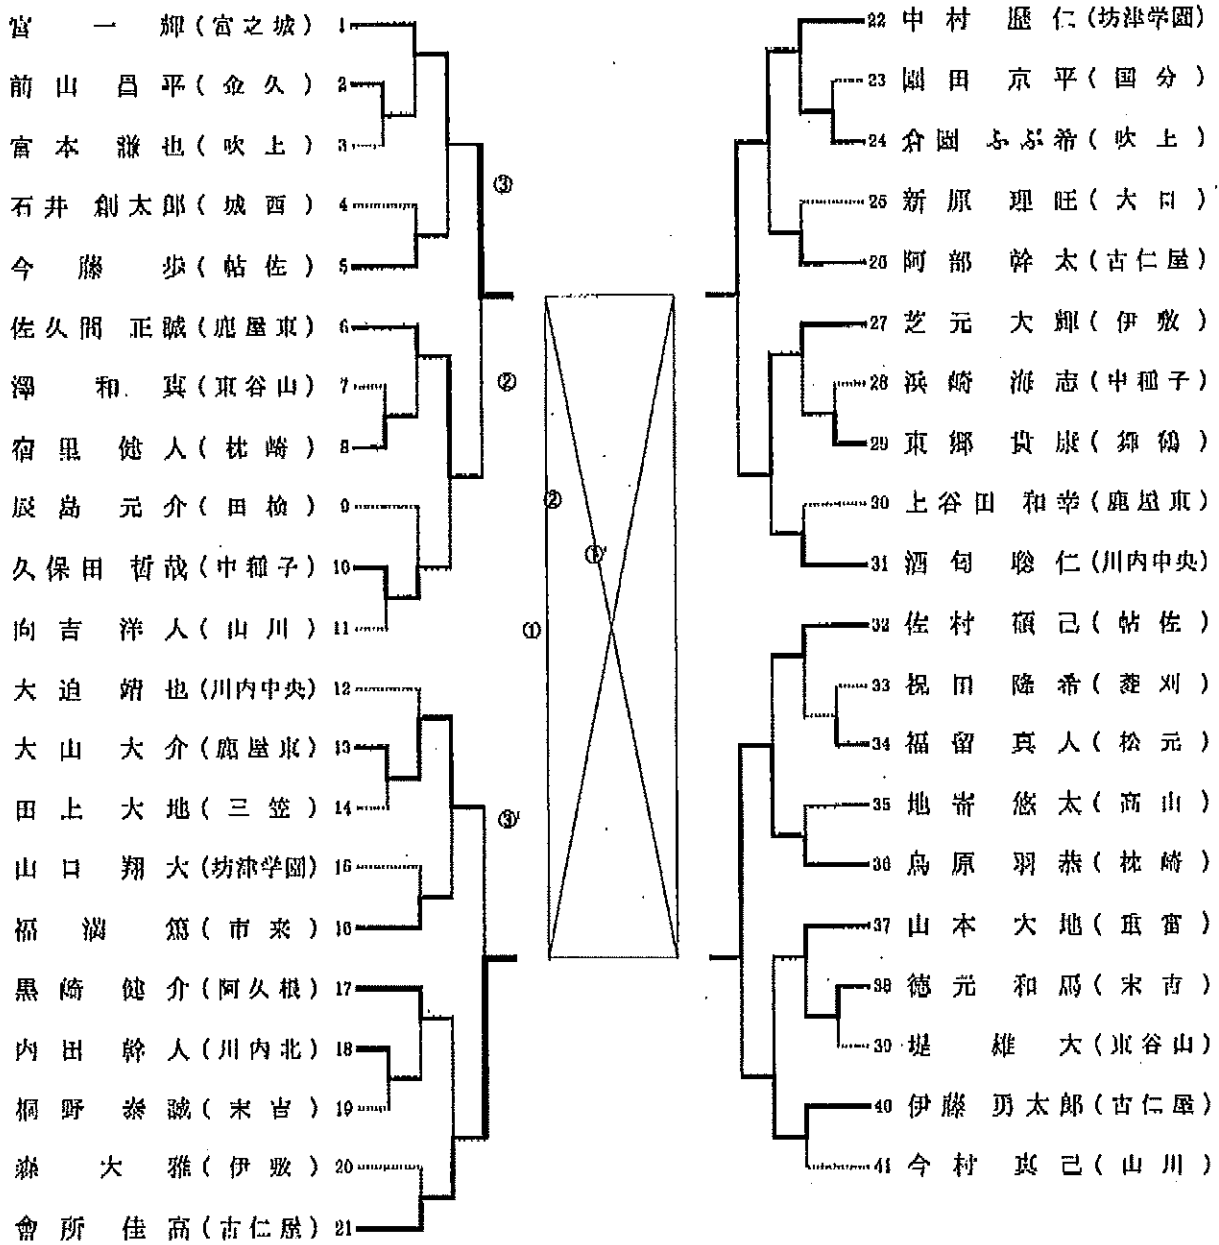 宮 一輝 (宮之城) 1
前山 昌平 (金久) 2
宮本 謙也 (吹上) 3
石井 創太郎 (城西) 4
今藤 歩 (帖佐) 5
佐久間 正誠 (鹿屋東) 6
澤 和真 (東谷山) 7
宿里 健人 (枕崎) 8
辰島 元介 (田検) 9
久保田 哲哉 (中種子) 10
向吉 洋人 (山川) 11
大迫 靖也 (川内中央) 12
大山 大介 (鹿屋東) 13
田上 大地 (三笠) 14
山口 翔大 (坊津学園) 15
福満 篤 (市来) 16
黒崎 健介 (阿久根) 17
内田 幹人 (川内北) 18
桐野 泰誠 (末吉) 19
森 大雅 (伊敷) 20
會所 佳高 (古仁屋) 21
③
②
②
①'
①
③'
22 中村 歴仁 (坊津学園)
23 園田 京平 (国分)
24 倉園 ふぶ希 (吹上)
25 新原 理旺 (大口)
26 阿部 幹太 (古仁屋)
27 芝元 大輝 (伊敷)
28 浜崎 海志 (中種子)
29 東郷 貴康 (舞鶴)
30 上谷田 和幸 (鹿屋東)
31 酒匂 聡仁 (川内中央)
32 佐村 碩己 (帖佐)
33 祝田 隆希 (菱刈)
34 福留 真人 (松元)
35 地寄 悠太 (高山)
36 鳥原 羽恭 (枕崎)
37 山本 大地 (重富)
38 徳元 和馬 (末吉)
39 堤 雄大 (東谷山)
40 伊藤 勇太郎 (古仁屋)
41 今村 真己 (山川)